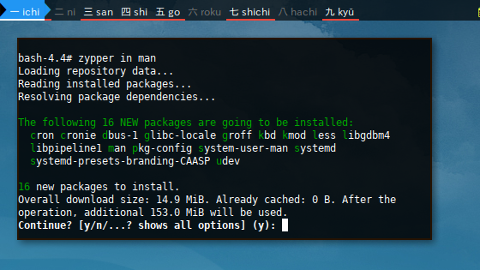 一 ichi 二 ni 三 san 四 shi 五 go 六 roku 七 shichi 八 hachi 九 kyū
bash-4.4# zypper in man
Loading repository data...
Reading installed packages...
Resolving package dependencies...
The following 16 NEW packages are going to be installed:
cron cronie dbus-1 glibc-locale groff kbd kmod less libgdbm4
libpipeline1 man pkg-config system-user-man systemd
systemd-presets-branding-CAASP udev
16 new packages to install.
Overall download size: 14.9 MiB. Already cached: 0 B. After the
operation, additional 153.0 MiB will be used.
Continue? [y/n/...? shows all options] (y):